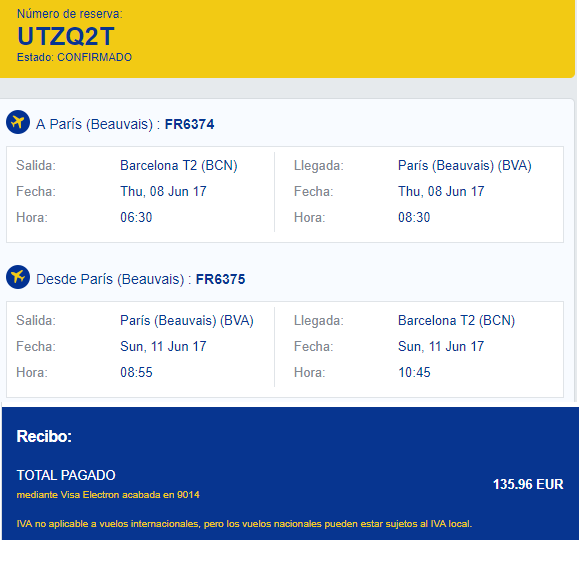 Número de reserva:
UTZQ2T
Estado: CONFIRMADO
A París (Beauvais) : FR6374
Salida: Barcelona T2 (BCN) Llegada: París (Beauvais) (BVA)
Fecha: Thu, 08 Jun 17 Fecha: Thu, 08 Jun 17
Hora: 06:30 Hora: 08:30
Desde París (Beauvais) : FR6375
Salida: París (Beauvais) (BVA) Llegada: Barcelona T2 (BCN)
Fecha: Sun, 11 Jun 17 Fecha: Sun, 11 Jun 17
Hora: 08:55 Hora: 10:45
Recibo:
TOTAL PAGADO 135.96 EUR
mediante Visa Electron acabada en 9014
IVA no aplicable a vuelos internacionales, pero los vuelos nacionales pueden estar sujetos al IVA local.